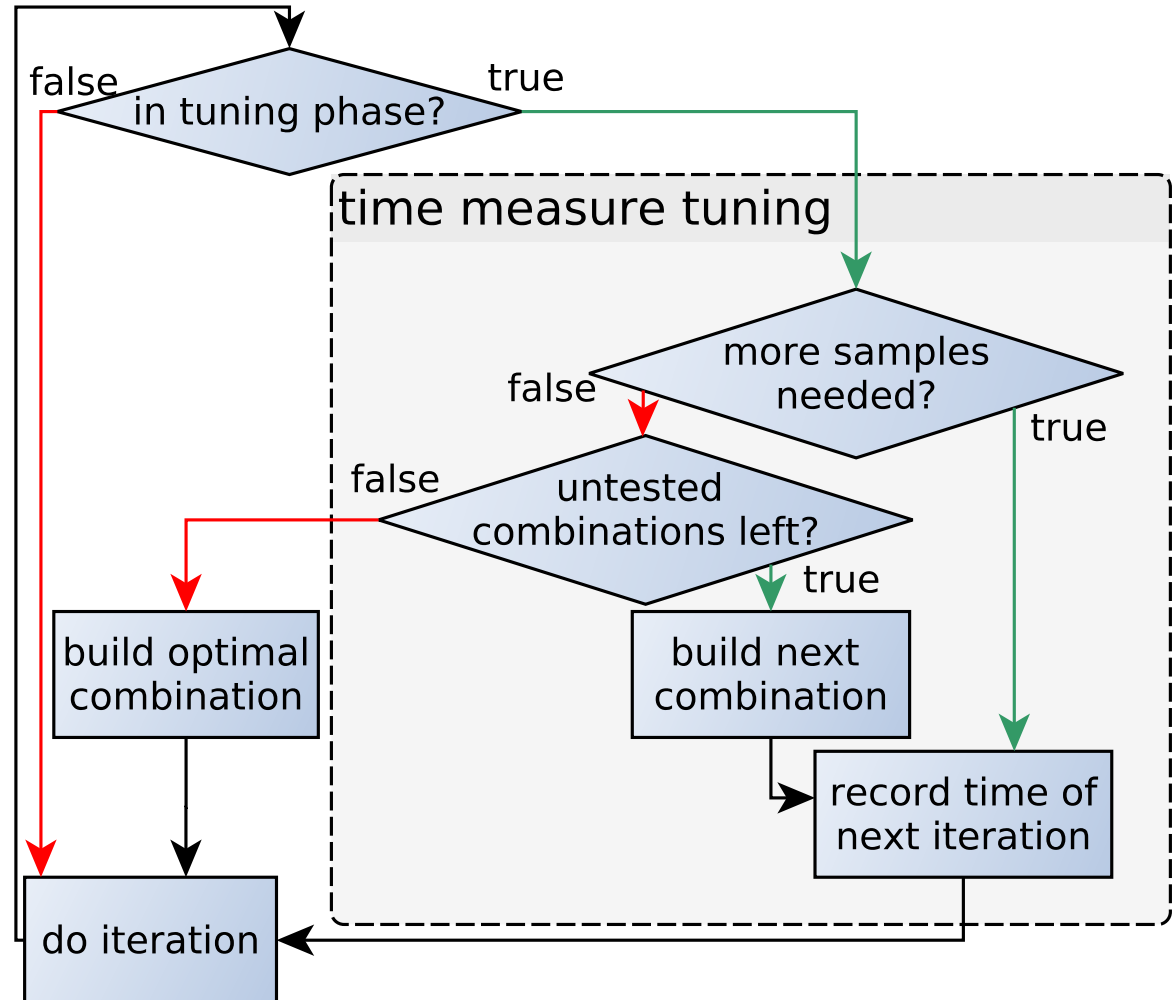 false
true
in tuning phase?
time measure tuning
more samples
needed?
false
true
false
untested
combinations left?
true
build optimal
combination
build next
combination
record time of
next iteration
do iteration